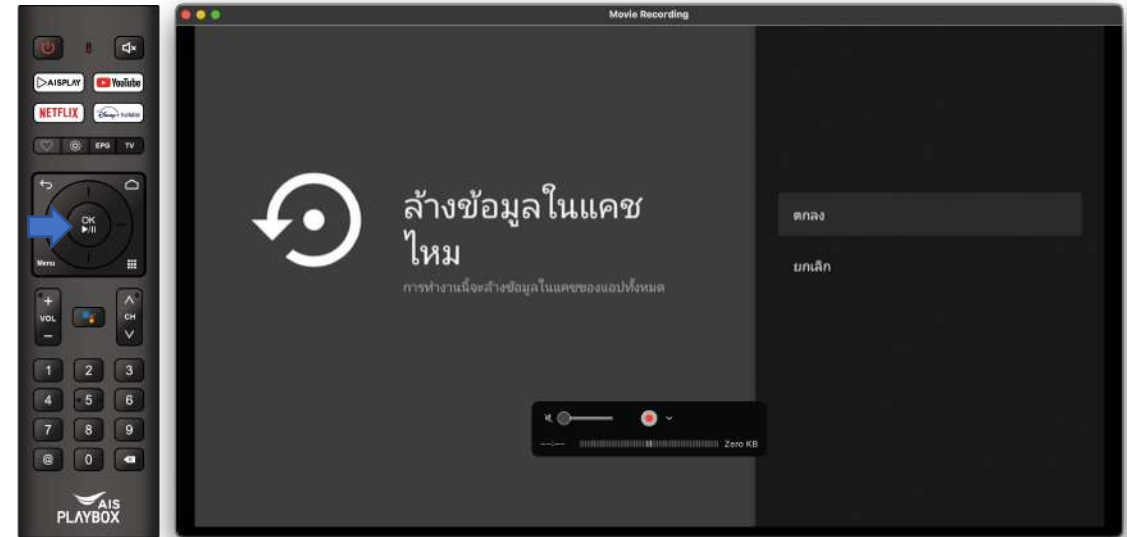 Movie Recording
AISPLAY
YouTube
NETFLIX
Disney+ hotstar
EPG TV
OK
Menu
VOL CH
1 2 3
4 5 6
7 8 9
@ 0
AIS
PLAYBOX
ล้างข้อมูลในแคช
ไหม
การทำงานนี้จะล้างข้อมูลในแคชของแอปทั้งหมด
ตกลง
ยกเลิก
--:-- Zero KB